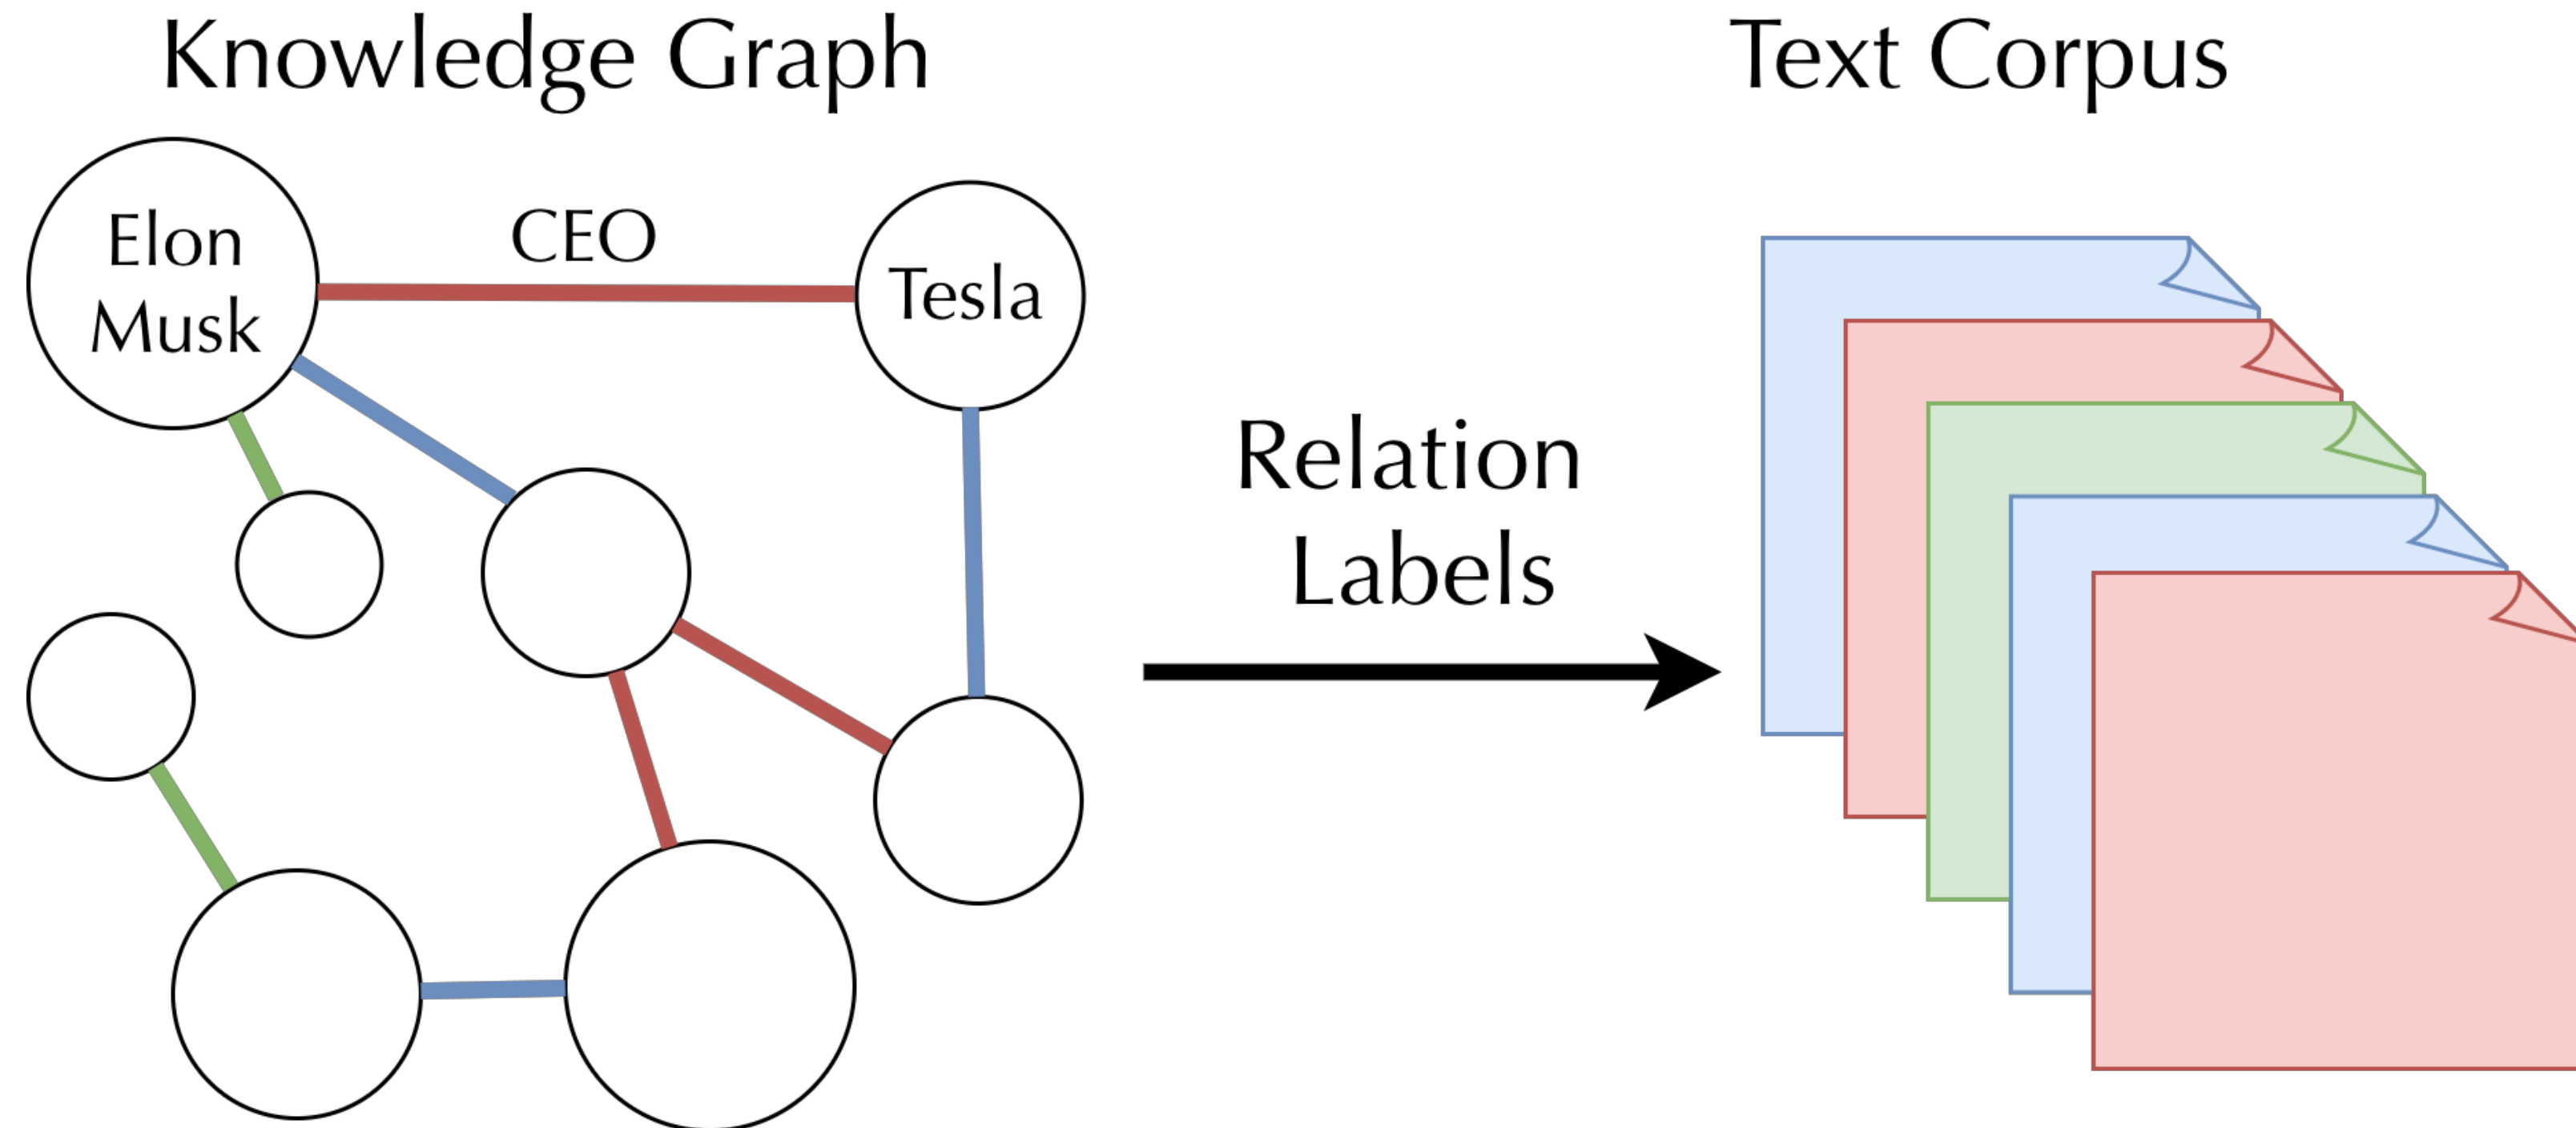 Knowledge Graph
Text Corpus
Elon
Musk
CEO
Tesla
Relation
Labels